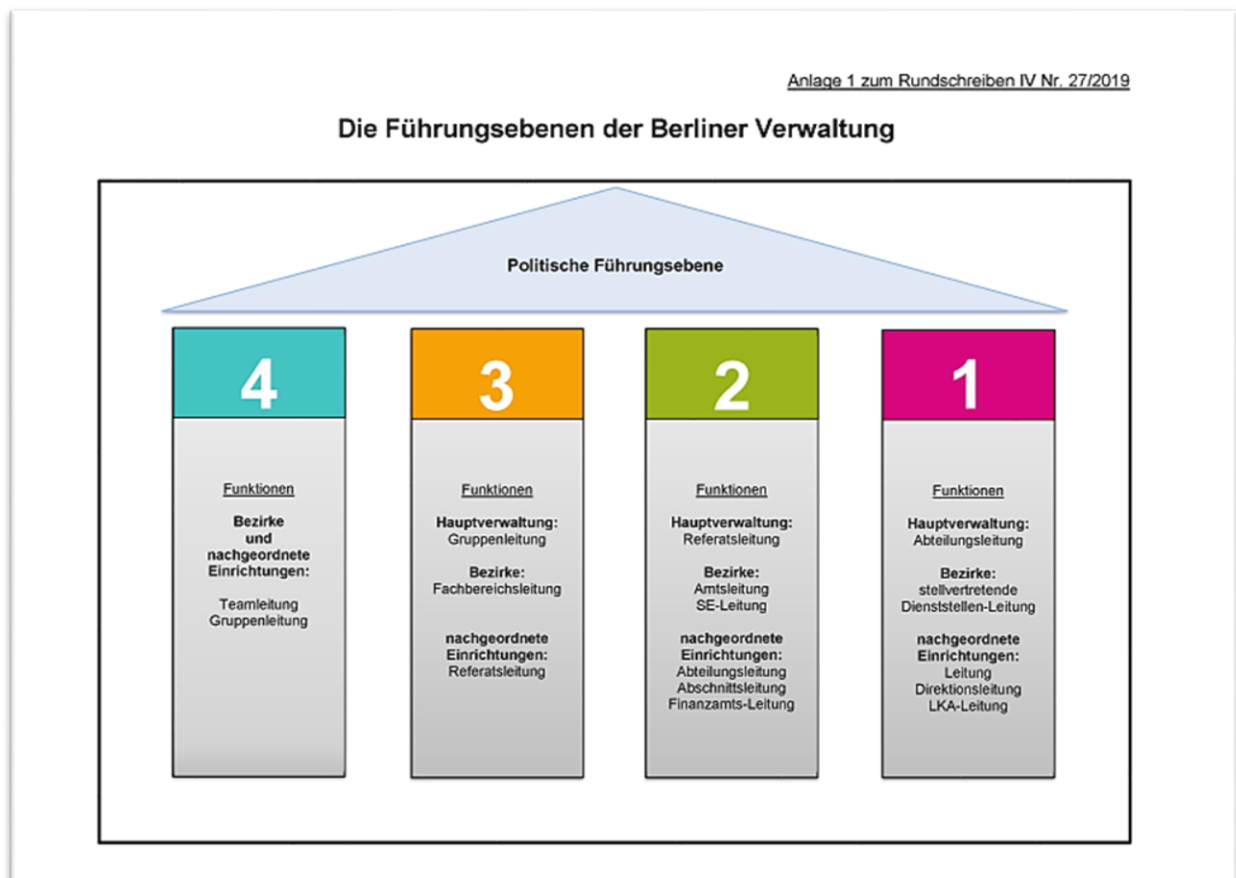 Anlage 1 zum Rundschreiben IV Nr. 27/2019
Die Führungsebenen der Berliner Verwaltung
Politische Führungsebene
4
Funktionen
Bezirke
und
nachgeordnete
Einrichtungen:
Teamleitung
Gruppenleitung
3
Funktionen
Hauptverwaltung:
Gruppenleitung
Bezirke:
Fachbereichsleitung
nachgeordnete
Einrichtungen:
Referatsleitung
2
Funktionen
Hauptverwaltung:
Referatsleitung
Bezirke:
Amtsleitung
SE-Leitung
nachgeordnete
Einrichtungen:
Abteilungsleitung
Abschnittsleitung
Finanzamts-Leitung
1
Funktionen
Hauptverwaltung:
Abteilungsleitung
Bezirke:
stellvertretende
Dienststellen-Leitung
nachgeordnete
Einrichtungen:
Leitung
Direktionsleitung
LKA-Leitung